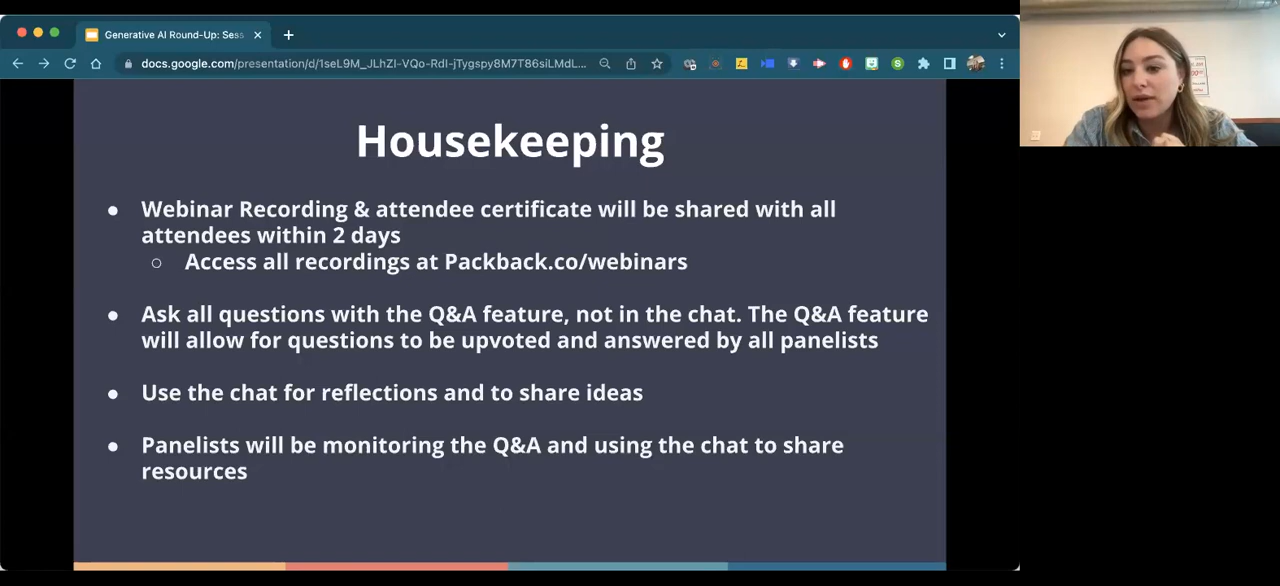 Generative AI Round-Up: Sess
docs.google.com/presentation/d/1seL9M_JLhZI-VQo-RdI-jTygspy8M7T86siLMdL...
Housekeeping
● Webinar Recording & attendee certificate will be shared with all
attendees within 2 days
○ Access all recordings at Packback.co/webinars
● Ask all questions with the Q&A feature, not in the chat. The Q&A feature
will allow for questions to be upvoted and answered by all panelists
● Use the chat for reflections and to share ideas
● Panelists will be monitoring the Q&A and using the chat to share
resources